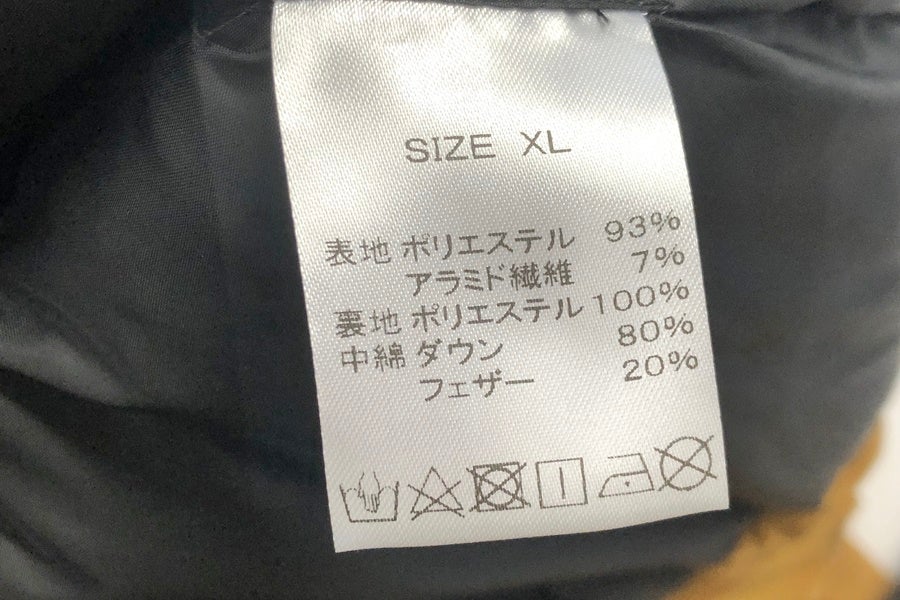 SIZE XL
表地 ポリエステル 93%
アラミド繊維 7%
裏地 ポリエステル 100%
中綿 ダウン 80%
フェザー 20%